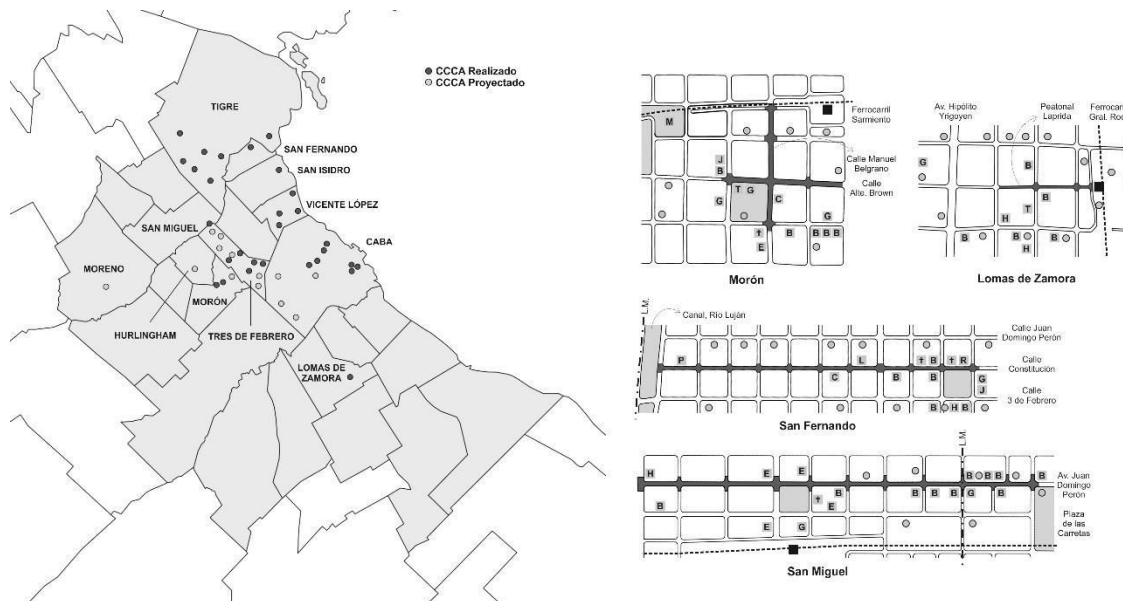 CCCA Realizado
CCCA Proyectado
TIGRE
SAN FERNANDO
SAN ISIDRO
VICENTE LÓPEZ
SAN MIGUEL
CABA
MORENO
MORÓN
HURLINGHAM
TRES DE FEBRERO
LOMAS DE
ZAMORA
M
Ferrocarril
Sarmiento
J
B
Calle Manuel
Belgrano
T G
Calle
Alte. Brown
G
C
G
†
B
B B B
E
Morón
Av. Hipólito
Yrigoyen
Peatonal
Laprida
Gral. Roc
G
B
B
T
H
B
B
B
H
Lomas de Zamora
L.M.
Canal, Río Luján
Calle Juan
Domingo Perón
P
L
† B
† R
Calle
Constitución
C
B
B
G
J
Calle
3 de Febrero
B
H B
San Fernando
L.M.
H
E
E
B
B B
B
Av. Juan
Domingo
Perón
B
B
B
B
G
B
†
E
B
Plaza
de las
Carretas
E
G
San Miguel